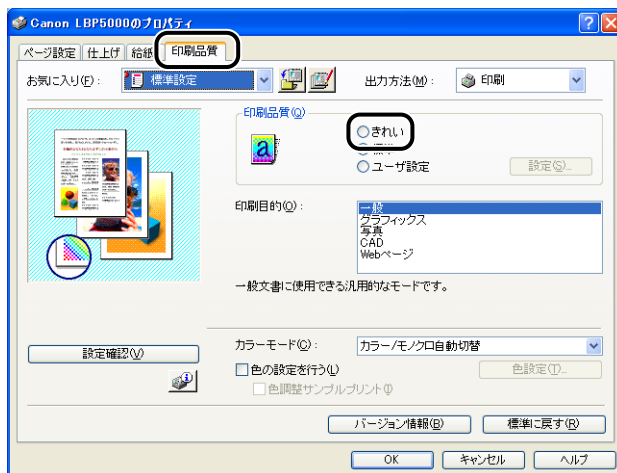 Canon LBP5000のプロパティ
ページ設定 仕上げ 給紙 印刷品質
お気に入り(F): 標準設定 出力方法(M): 印刷
印刷品質(Q)
きれい
ユーザ設定 設定(S)...
印刷目的(O): 一般
グラフィックス
写真
CAD
Webページ
一般文書に使用できる汎用的なモードです。
カラーモード(C): カラー/モノクロ自動切替
設定確認(V)
色の設定を行う(L) 色設定(T)...
色調整サンプルプリント(I)
バージョン情報(B) 標準に戻す(R)
OK キャンセル ヘルプ